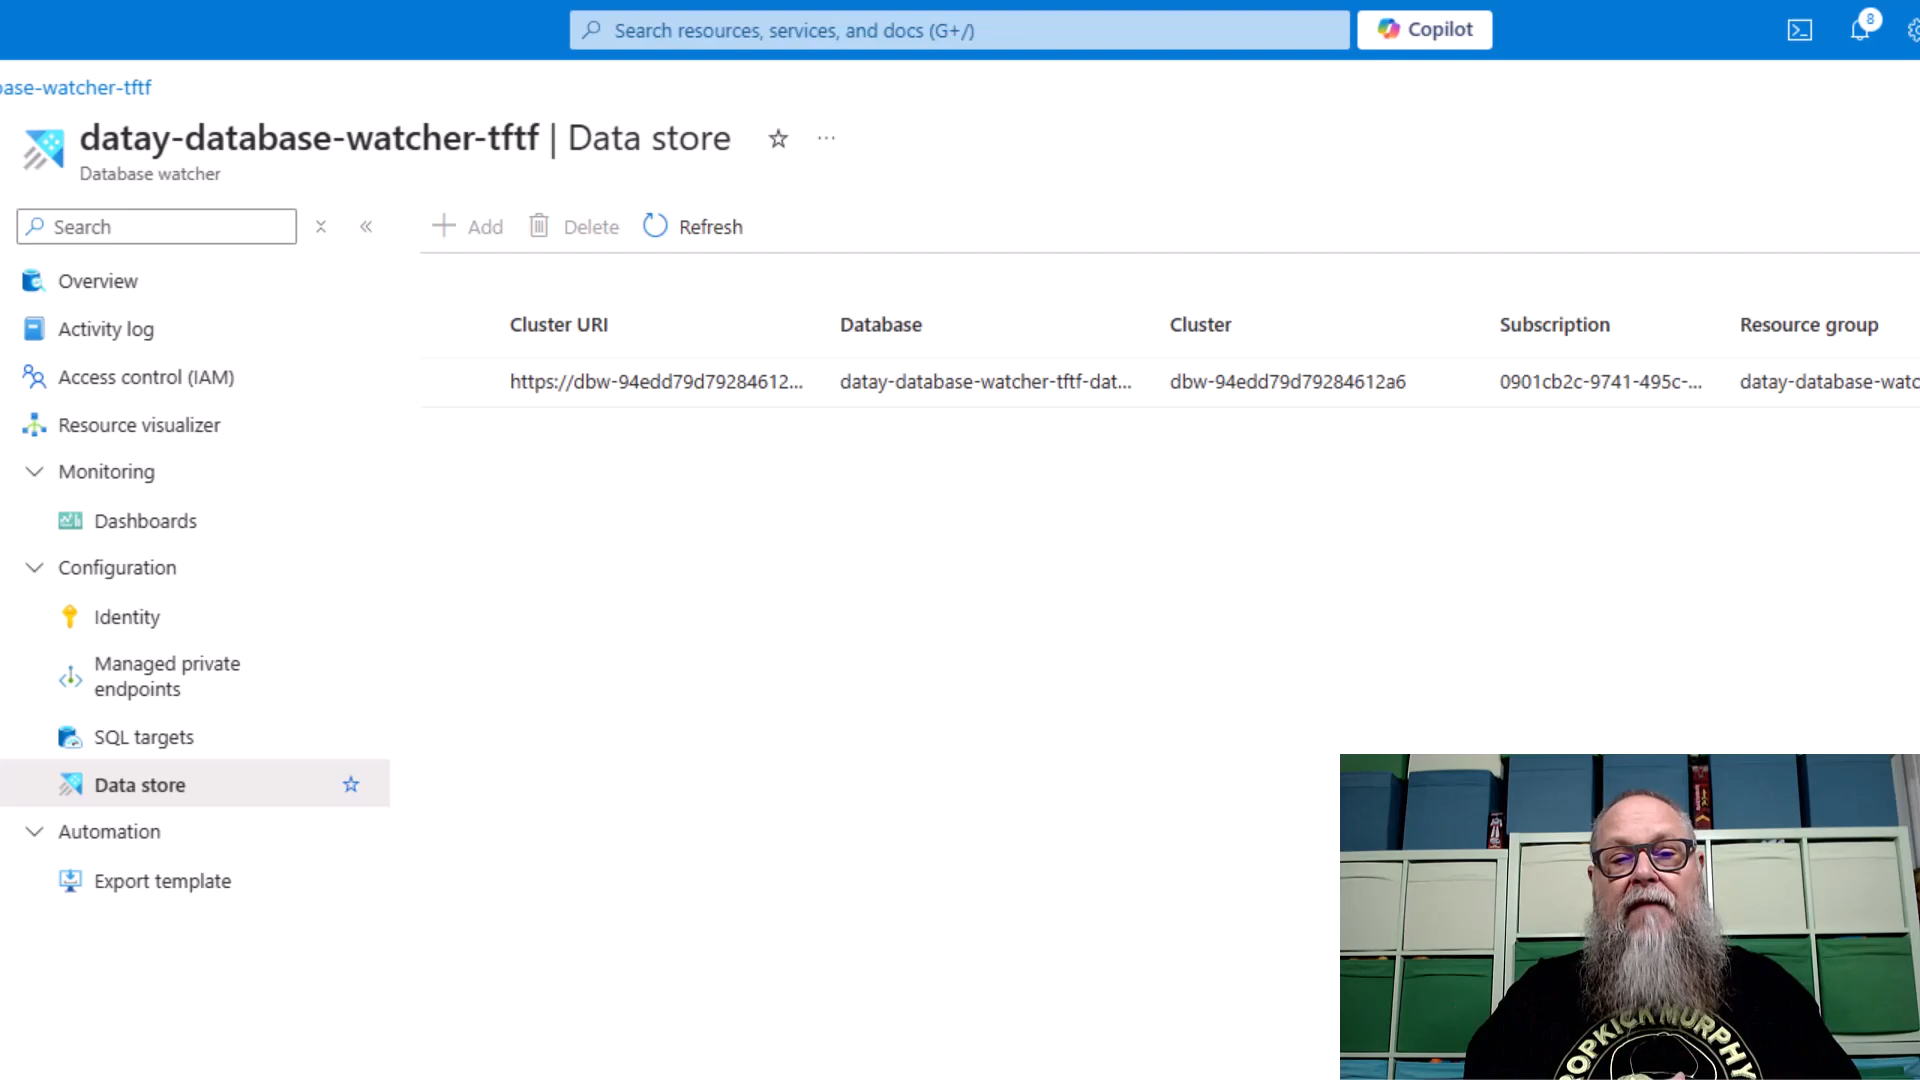 Search resources, services, and docs (G+/)
Copilot
8
base-watcher-tftf
datay-database-watcher-tftf | Data store
Database watcher
Search
Add
Delete
Refresh
Overview
Activity log
Access control (IAM)
Resource visualizer
Monitoring
Dashboards
Configuration
Identity
Managed private
endpoints
SQL targets
Data store
Automation
Export template
Cluster URI Database Cluster Subscription Resource group
https://dbw-94edd79d79284612... datay-database-watcher-tftf-dat... dbw-94edd79d79284612a6 0901cb2c-9741-495c-... datay-database-watc
ROPKICK MURPHY